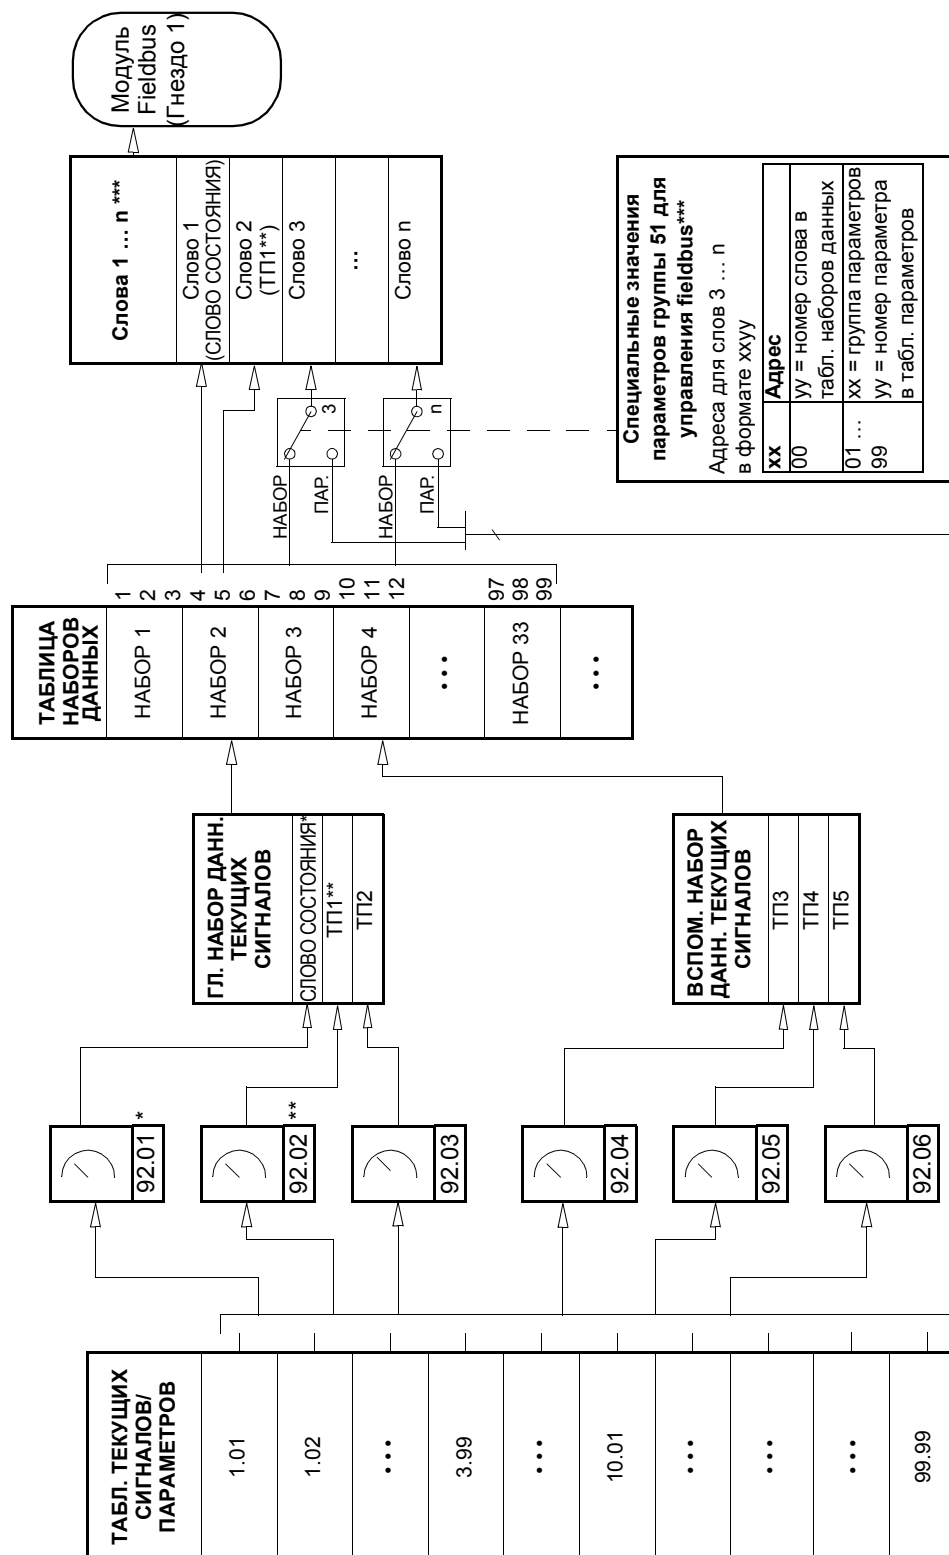 ТАБЛ. ТЕКУЩИХ
СИГНАЛОВ/
ПАРАМЕТРОВ
1.01
1.02
...
3.99
...
10.01
...
...
...
99.99
92.01
*
92.02
**
92.03
92.04
92.05
92.06
ГЛ. НАБОР ДАНН.
ТЕКУЩИХ
СИГНАЛОВ
СЛОВО СОСТОЯНИЯ*
ТП1**
ТП2
ВСПОМ. НАБОР
ДАНН. ТЕКУЩИХ
СИГНАЛОВ
ТП3
ТП4
ТП5
ТАБЛИЦА
НАБОРОВ
ДАННЫХ
НАБОР 1
НАБОР 2
НАБОР 3
НАБОР 4
...
НАБОР 33
...
1
2
3
4
5
6
7
8
9
10
11
12
97
98
99
НАБОР
ПАР.
3
НАБОР
ПАР.
n
Слова 1 ... n ***
Слово 1
(СЛОВО СОСТОЯНИЯ)
Слово 2
(ТП1**)
Слово 3
...
Слово n
Модуль
Fieldbus
(Гнездо 1)
Специальные значения
параметров группы 51 для
управления fieldbus***
Адреса для слов 3 ... n
в формате xxyy
xx Адрес
00 yy = номер слова в
табл. наборов данных
01 ... xx = группа параметров
99 yy = номер параметра
в табл. параметров